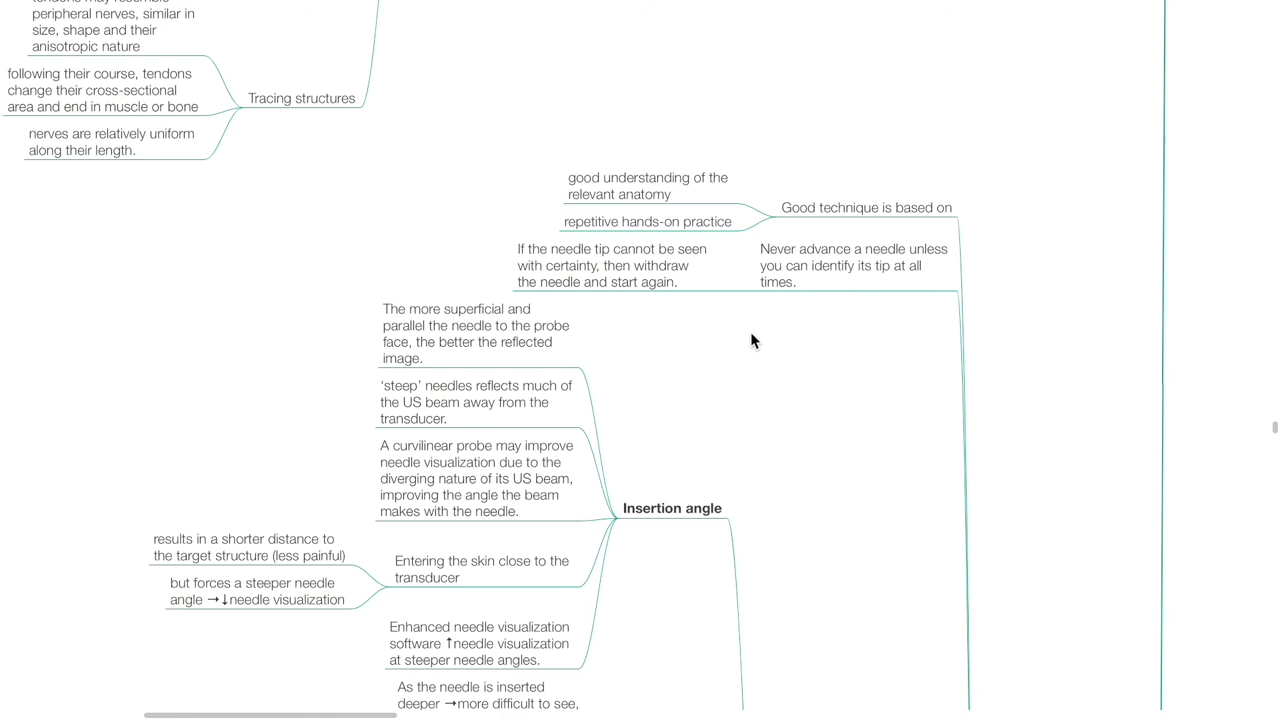 tendons may resemble
peripheral nerves, similar in
size, shape and their
anisotropic nature
following their course, tendons
change their cross-sectional
area and end in muscle or bone
nerves are relatively uniform
along their length.
Tracing structures
good understanding of the
relevant anatomy
repetitive hands-on practice
Good technique is based on
If the needle tip cannot be seen
with certainty, then withdraw
the needle and start again.
Never advance a needle unless
you can identify its tip at all
times.
The more superficial and
parallel the needle to the probe
face, the better the reflected
image.
‘steep’ needles reflects much of
the US beam away from the
transducer.
A curvilinear probe may improve
needle visualization due to the
diverging nature of its US beam,
improving the angle the beam
makes with the needle.
Insertion angle
results in a shorter distance to
the target structure (less painful)
but forces a steeper needle
angle →↓needle visualization
Entering the skin close to the
transducer
Enhanced needle visualization
software ↑needle visualization
at steeper needle angles.
As the needle is inserted
deeper →more difficult to see,